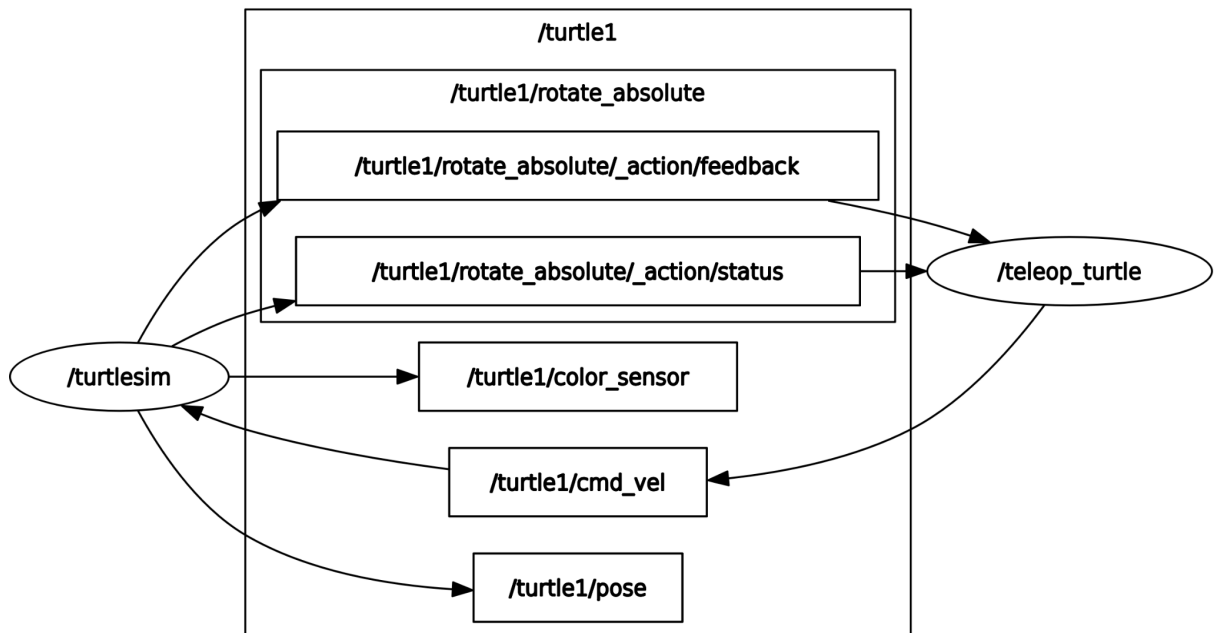 /turtle1
/turtle1/rotate_absolute
/turtle1/rotate_absolute/_action/feedback
/turtle1/rotate_absolute/_action/status
/teleop_turtle
/turtlesim
/turtle1/color_sensor
/turtle1/cmd_vel
/turtle1/pose